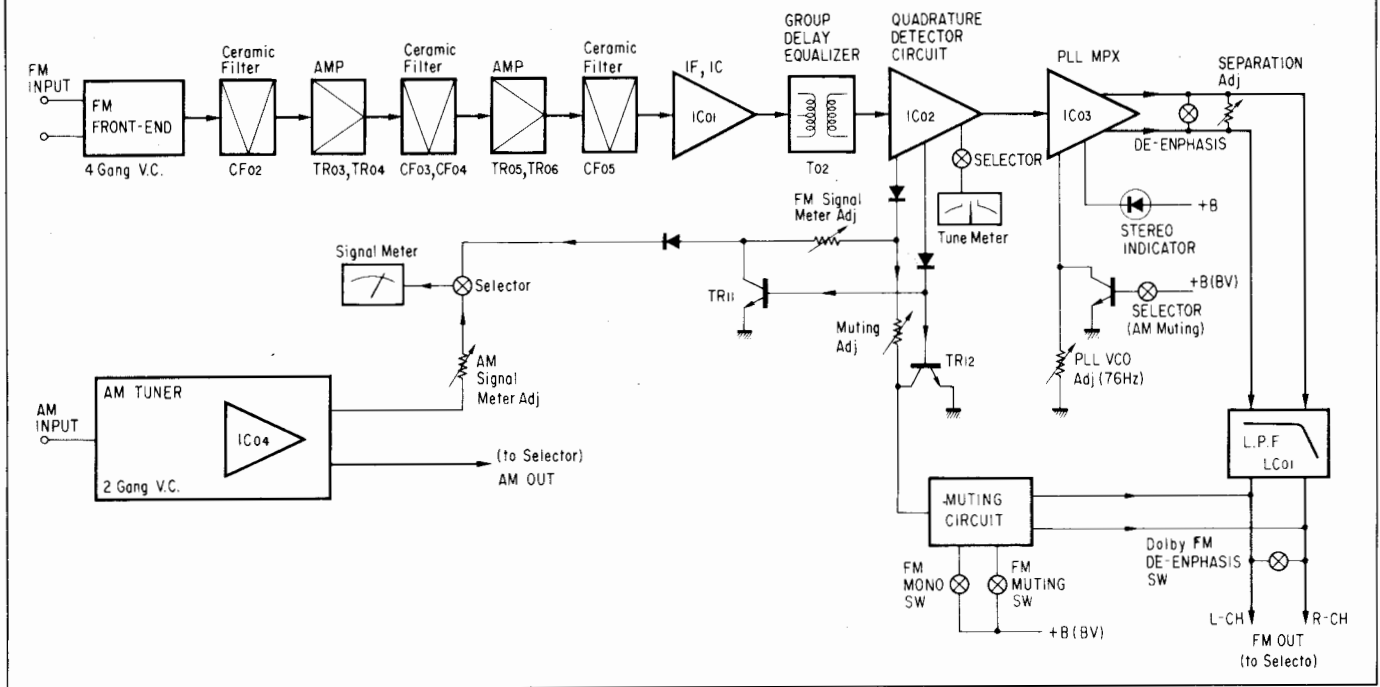 FM
INPUT
FM
FRONT-END
4 Gang V.C.
Ceramic
Filter
CF02
AMP
TR03,TR04
Ceramic
Filter
CF03,CF04
AMP
TR05,TR06
Ceramic
Filter
CF05
IF, IC
IC01
GROUP
DELAY
EQUALIZER
T02
QUADRATURE
DETECTOR
CIRCUIT
IC02
SELECTOR
Tune Meter
PLL MPX
IC03
SEPARATION
Adj
DE-ENPHASIS
+B
STEREO
INDICATOR
+B(8V)
SELECTOR
(AM Muting)
PLL VCO
Adj (76Hz)
FM Signal
Meter Adj
Signal Meter
Selector
TR11
Muting
Adj
TR12
AM
Signal
Meter Adj
AM
INPUT
AM TUNER
IC04
2 Gang V.C.
(to Selector)
AM OUT
L.P.F
LC01
MUTING
CIRCUIT
FM
MONO
SW
FM
MUTING
SW
+B(8V)
Dolby FM
DE-ENPHASIS
SW
L-CH
R-CH
FM OUT
(to Selecto)